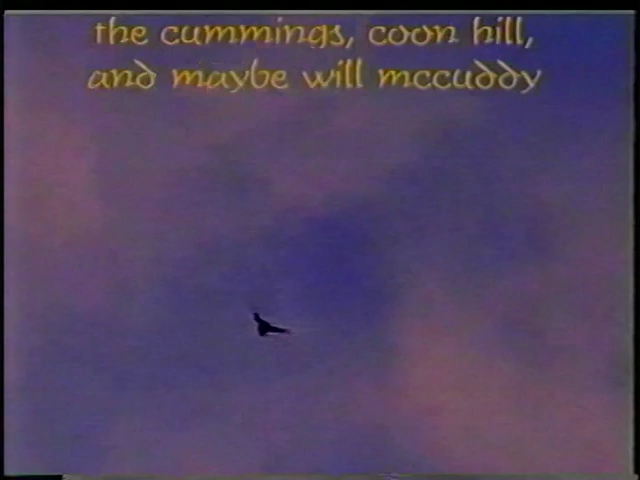 the cummings, coon hill,
and maybe will mccuddy